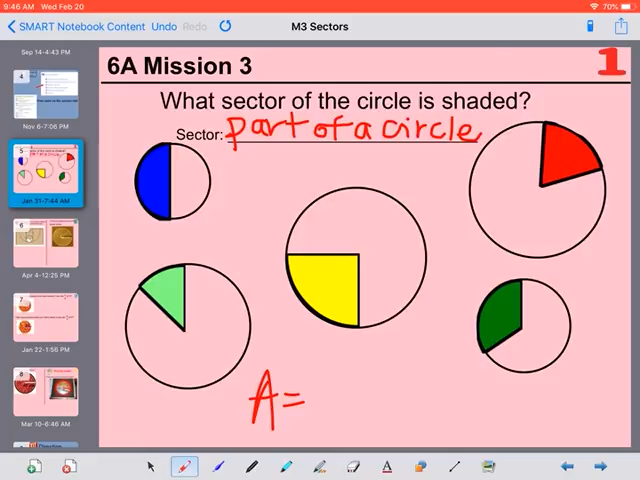 9:46 AM Wed Feb 20
70%
SMART Notebook Content Undo Redo
M3 Sectors
Sep 14-4:43 PM
4
Nov 6-7:06 PM
5
Jan 31-7:44 AM
6
Apr 4-12:25 PM
7
Jan 22-1:56 PM
8
Mar 10-6:46 AM
6A Mission 3
1
What sector of the circle is shaded?
Sector: part of a circle
A=